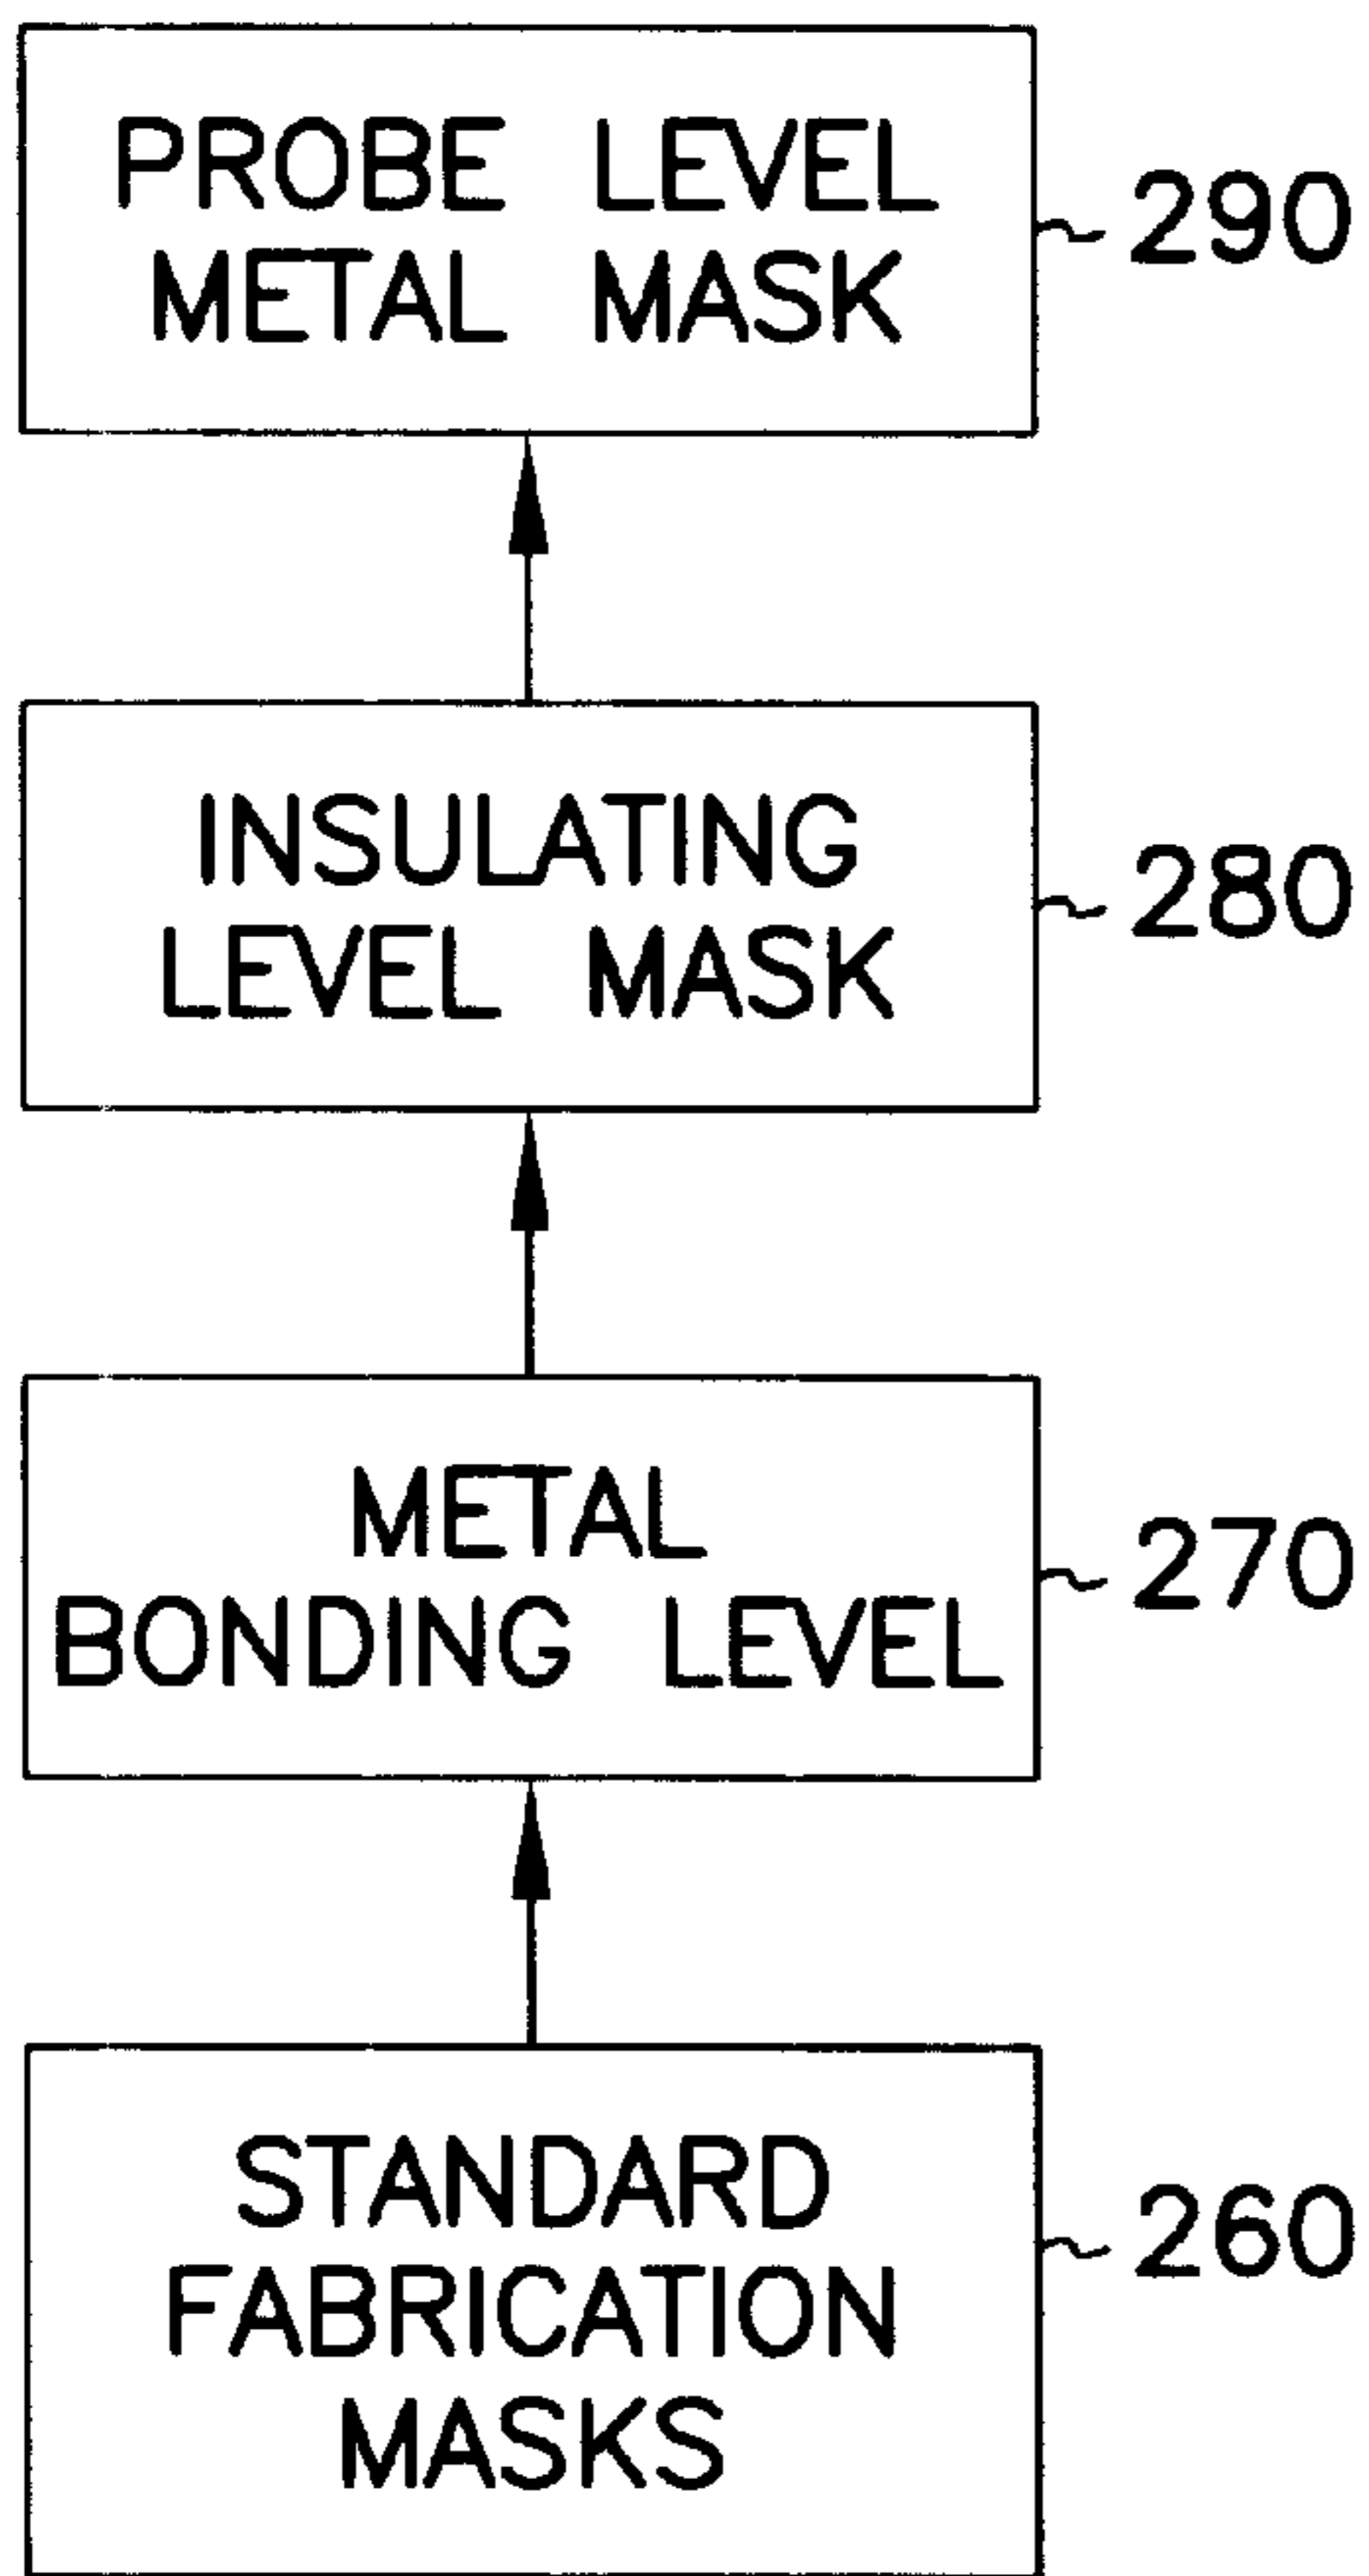 PROBE LEVEL
METAL MASK
290
INSULATING
LEVEL MASK
280
METAL
BONDING LEVEL
270
STANDARD
FABRICATION
MASKS
260